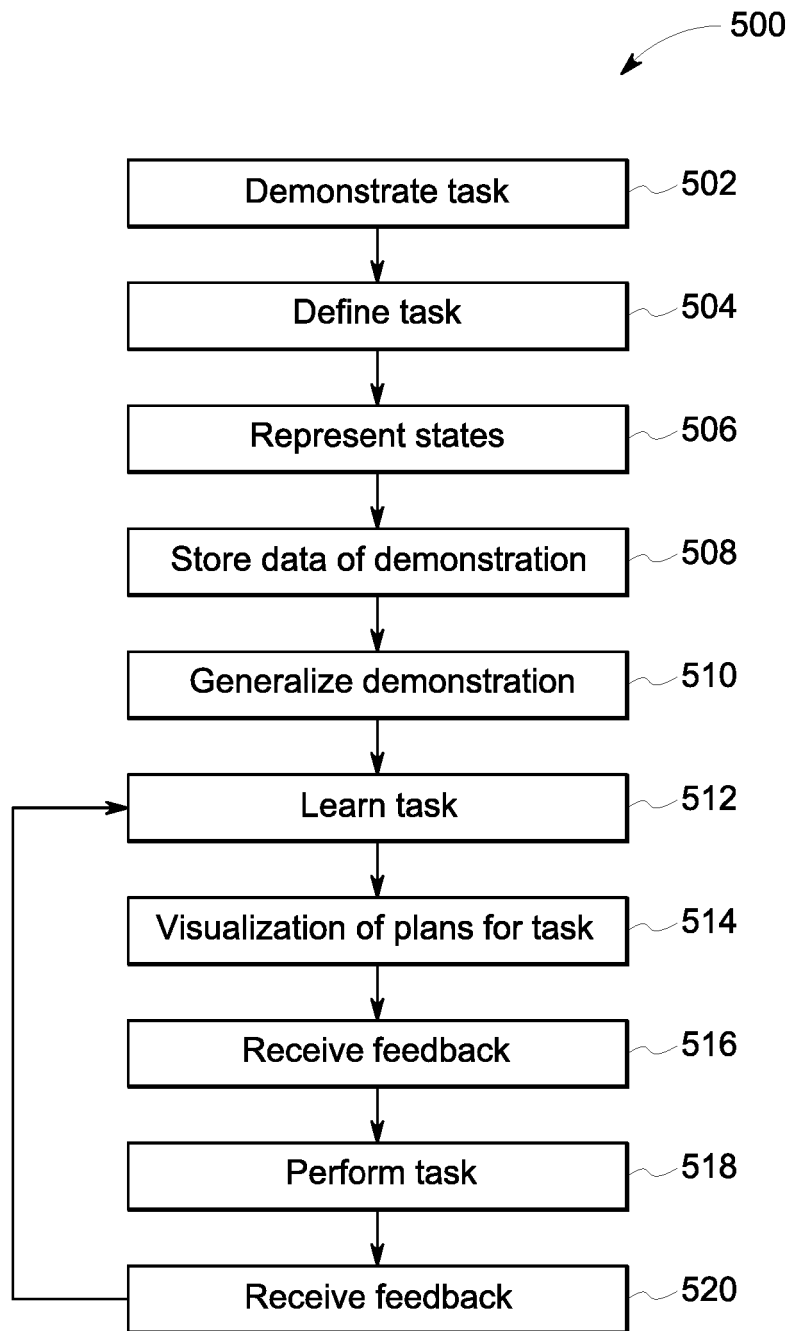 500
Demonstrate task 502
Define task 504
Represent states 506
Store data of demonstration 508
Generalize demonstration 510
Learn task 512
Visualization of plans for task 514
Receive feedback 516
Perform task 518
Receive feedback 520